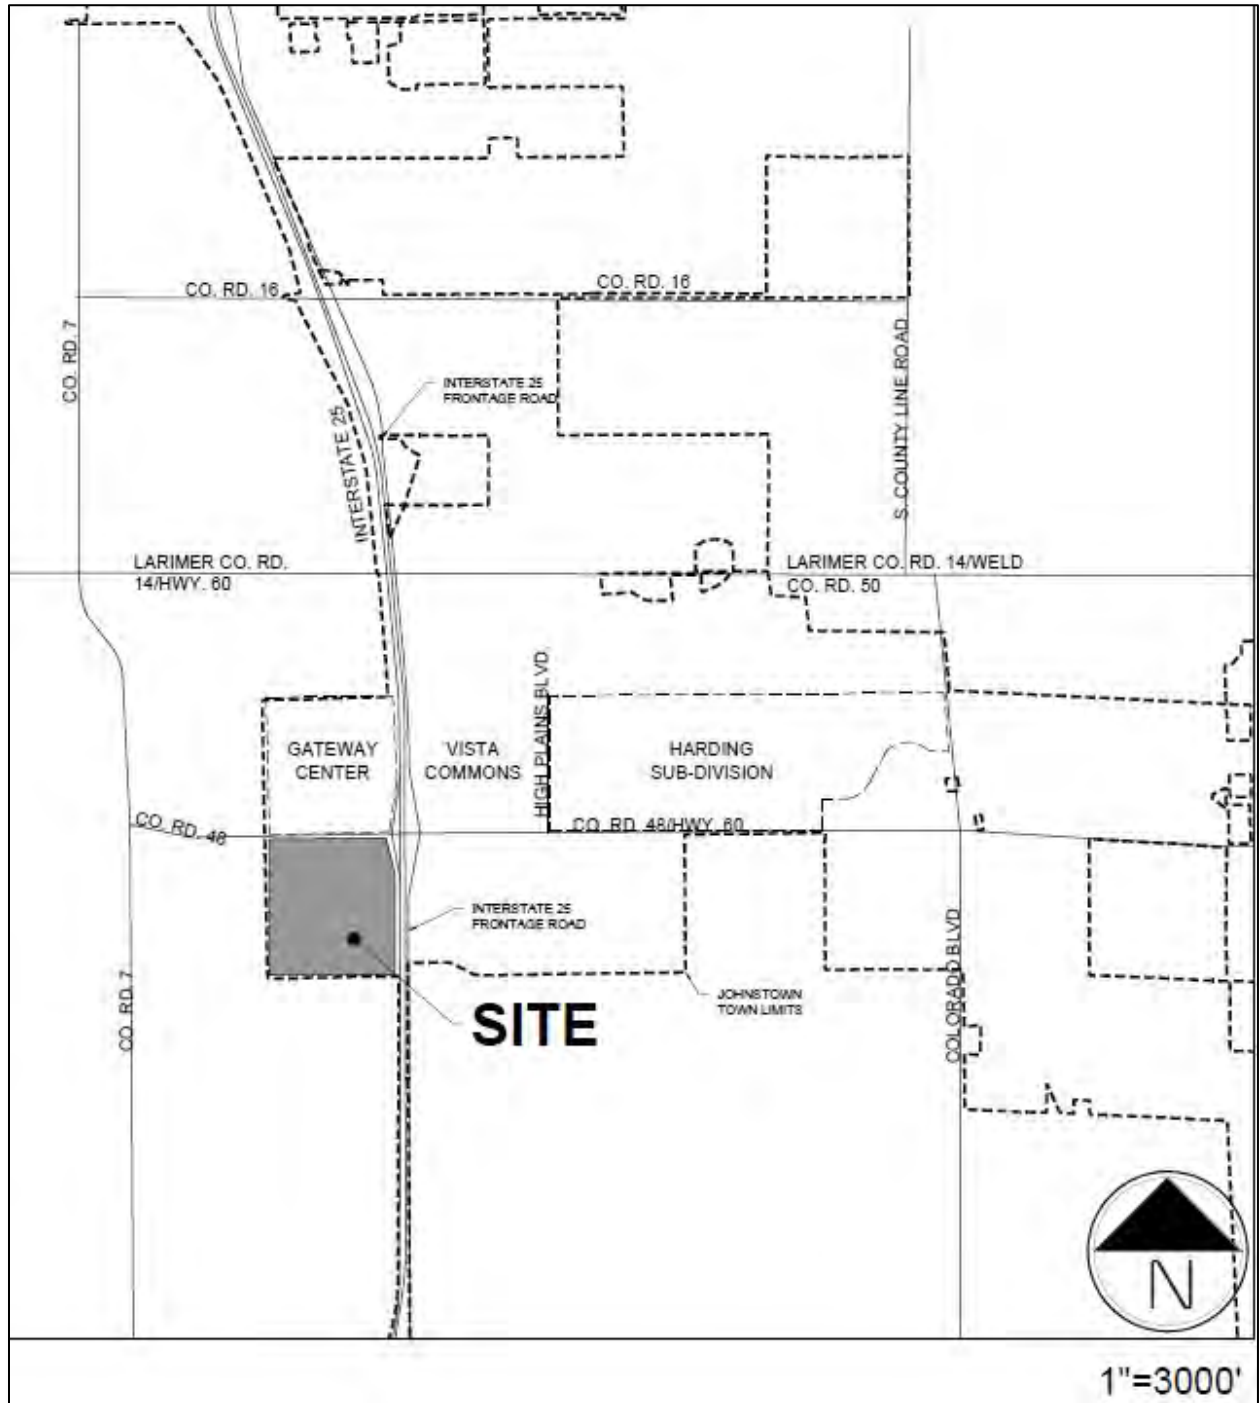 CO. RD. 16
CO. RD. 16
CO. RD. 7
S. COUNTY LINE ROAD
INTERSTATE 25
FRONTAGE ROAD
INTERSTATE 25
LARIMER CO. RD.
14/HWY. 60
LARIMER CO. RD. 14/WELD
CO. RD. 50
HIGH PLAINS BLVD.
GATEWAY
CENTER
VISTA
COMMONS
HARDING
SUB-DIVISION
CO. RD. 48
CO. RD. 48/HWY. 60
INTERSTATE 25
FRONTAGE ROAD
COLORADO BLVD
CO. RD. 7
JOHNSTOWN
TOWN LIMITS
SITE
N
1"=3000'